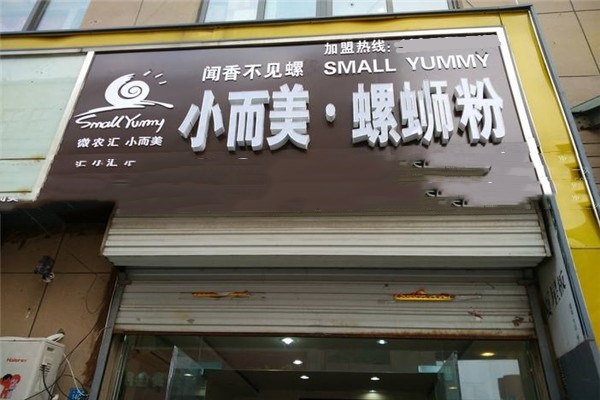 加盟热线:
闻香不见螺 SMALL YUMMY
Small Yummy
小而美·螺蛳粉
微农汇 小而美
Haier